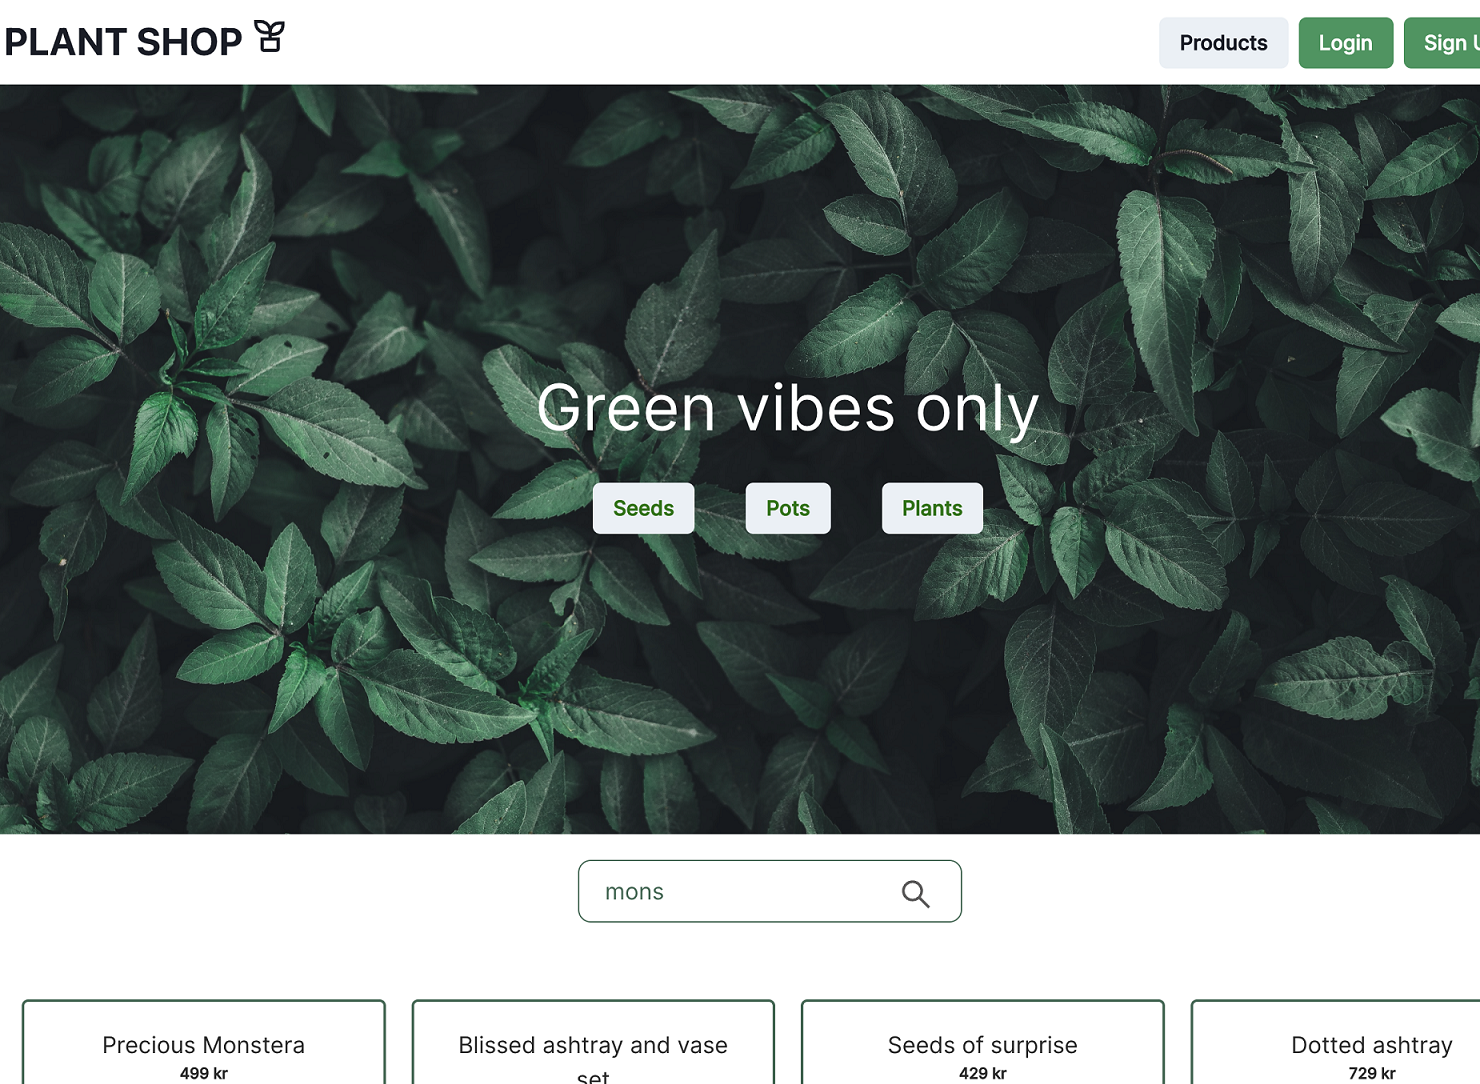 PLANT SHOP
Products
Login
Sign U
Green vibes only
Seeds
Pots
Plants
mons
Precious Monstera
499 kr
Blissed ashtray and vase
set
Seeds of surprise
429 kr
Dotted ashtray
729 kr